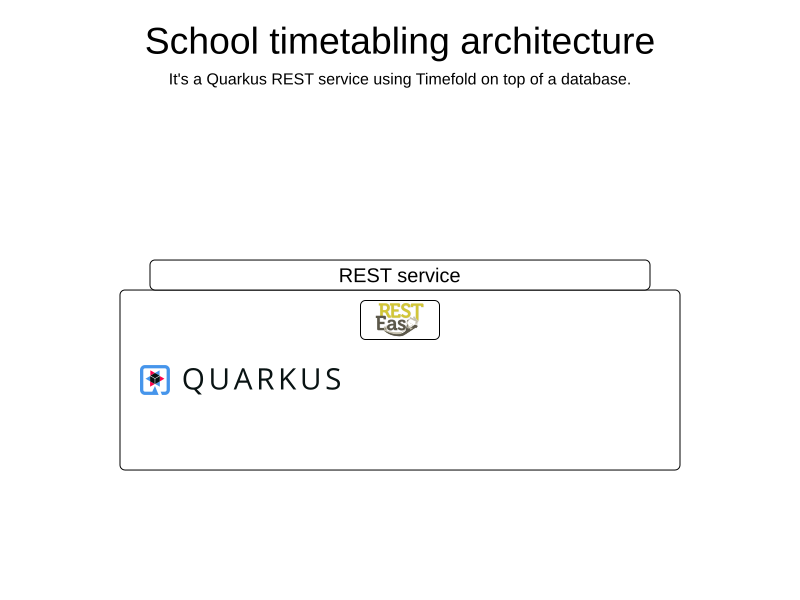 School timetabling architecture
It's a Quarkus REST service using Timefold on top of a database.
REST service
REST
Easy
QUARKUS